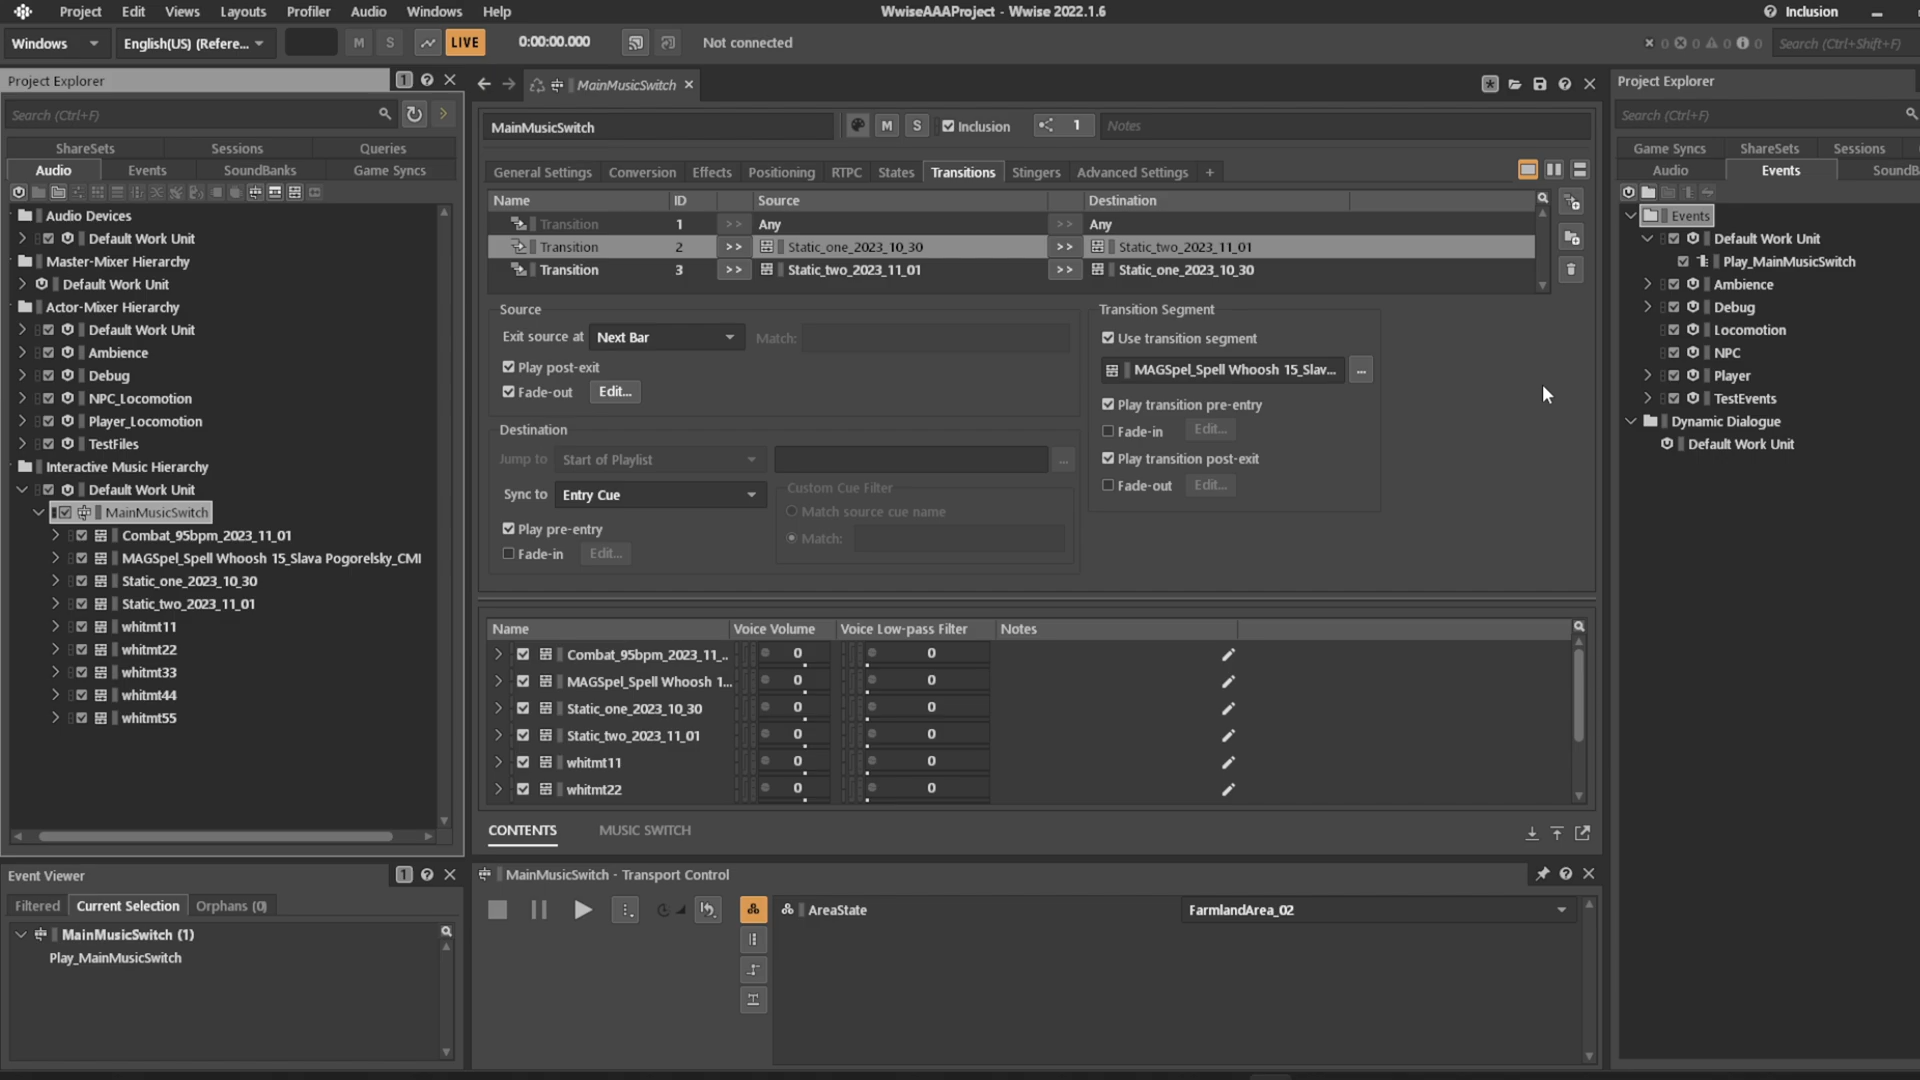 Project Edit Views Layouts Profiler Audio Windows Help
WwiseAAAProject - Wwise 2022.1.6
Inclusion
Windows
English(US) (Refere...
M S
LIVE
0:00:00.000
Not connected
0 0 0 0
Search (Ctrl+Shift+F)
Project Explorer
1
Search (Ctrl+F)
ShareSets Sessions Queries
Audio Events SoundBanks Game Syncs
Audio Devices
Default Work Unit
Master-Mixer Hierarchy
Default Work Unit
Actor-Mixer Hierarchy
Default Work Unit
Ambience
Debug
NPC_Locomotion
Player_Locomotion
TestFiles
Interactive Music Hierarchy
Default Work Unit
MainMusicSwitch
Combat_95bpm_2023_11_01
MAGSpel_Spell Whoosh 15_Slava Pogorelsky_CMI
Static_one_2023_10_30
Static_two_2023_11_01
whitmt11
whitmt22
whitmt33
whitmt44
whitmt55
Event Viewer
1
Filtered Current Selection Orphans (0)
MainMusicSwitch (1)
Play_MainMusicSwitch
MainMusicSwitch
MainMusicSwitch
M S
Inclusion
1
Notes
General Settings Conversion Effects Positioning RTPC States Transitions Stingers Advanced Settings +
Name ID Source Destination
Transition 1 >> Any >> Any
Transition 2 >> Static_one_2023_10_30 >> Static_two_2023_11_01
Transition 3 >> Static_two_2023_11_01 >> Static_one_2023_10_30
Source
Exit source at Next Bar Match:
Play post-exit
Fade-out Edit...
Destination
Jump to Start of Playlist ...
Sync to Entry Cue
Custom Cue Filter
Match source cue name
Match:
Play pre-entry
Fade-in Edit...
Transition Segment
Use transition segment
MAGSpel_Spell Whoosh 15_Slav... ...
Play transition pre-entry
Fade-in Edit...
Play transition post-exit
Fade-out Edit...
Name Voice Volume Voice Low-pass Filter Notes
Combat_95bpm_2023_11_.. 0 0
MAGSpel_Spell Whoosh 1... 0 0
Static_one_2023_10_30 0 0
Static_two_2023_11_01 0 0
whitmt11 0 0
whitmt22 0 0
CONTENTS MUSIC SWITCH
MainMusicSwitch - Transport Control
AreaState FarmlandArea_02
Project Explorer
Search (Ctrl+F)
Game Syncs ShareSets Sessions
Audio Events SoundB
Events
Default Work Unit
Play_MainMusicSwitch
Ambience
Debug
Locomotion
NPC
Player
TestEvents
Dynamic Dialogue
Default Work Unit